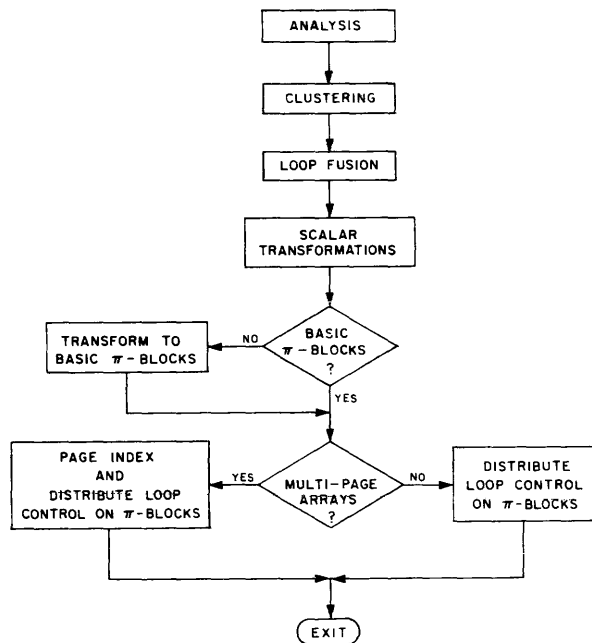 ANALYSIS
CLUSTERING
LOOP FUSION
SCALAR
TRANSFORMATIONS
TRANSFORM TO
BASIC π-BLOCKS
NO
BASIC
π-BLOCKS
?
YES
PAGE INDEX
AND
DISTRIBUTE LOOP
CONTROL ON π-BLOCKS
YES
MULTI-PAGE
ARRAYS
?
NO
DISTRIBUTE
LOOP CONTROL
ON π-BLOCKS
EXIT